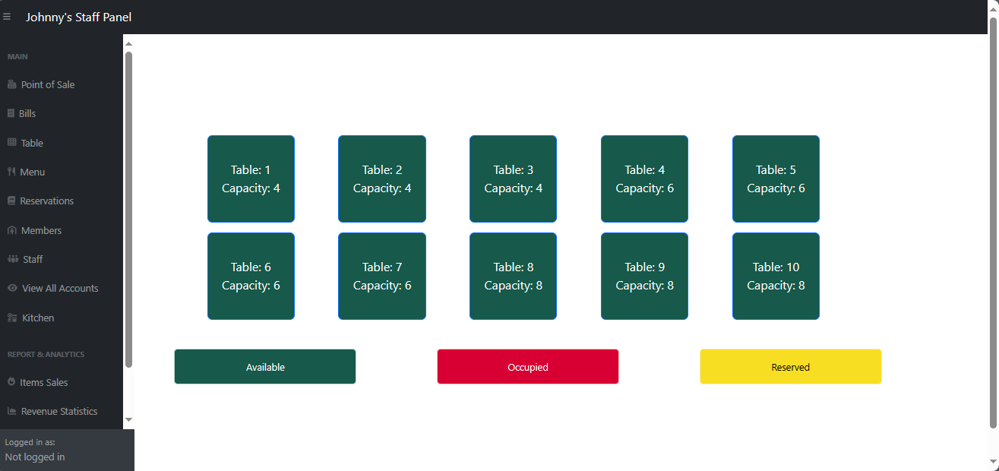 Johnny's Staff Panel
MAIN
Point of Sale
Bills
Table
Menu
Reservations
Members
Staff
View All Accounts
Kitchen
REPORT & ANALYTICS
Items Sales
Revenue Statistics
Logged in as:
Not logged in
Table: 1
Capacity: 4
Table: 2
Capacity: 4
Table: 3
Capacity: 4
Table: 4
Capacity: 6
Table: 5
Capacity: 6
Table: 6
Capacity: 6
Table: 7
Capacity: 6
Table: 8
Capacity: 8
Table: 9
Capacity: 8
Table: 10
Capacity: 8
Available
Occupied
Reserved